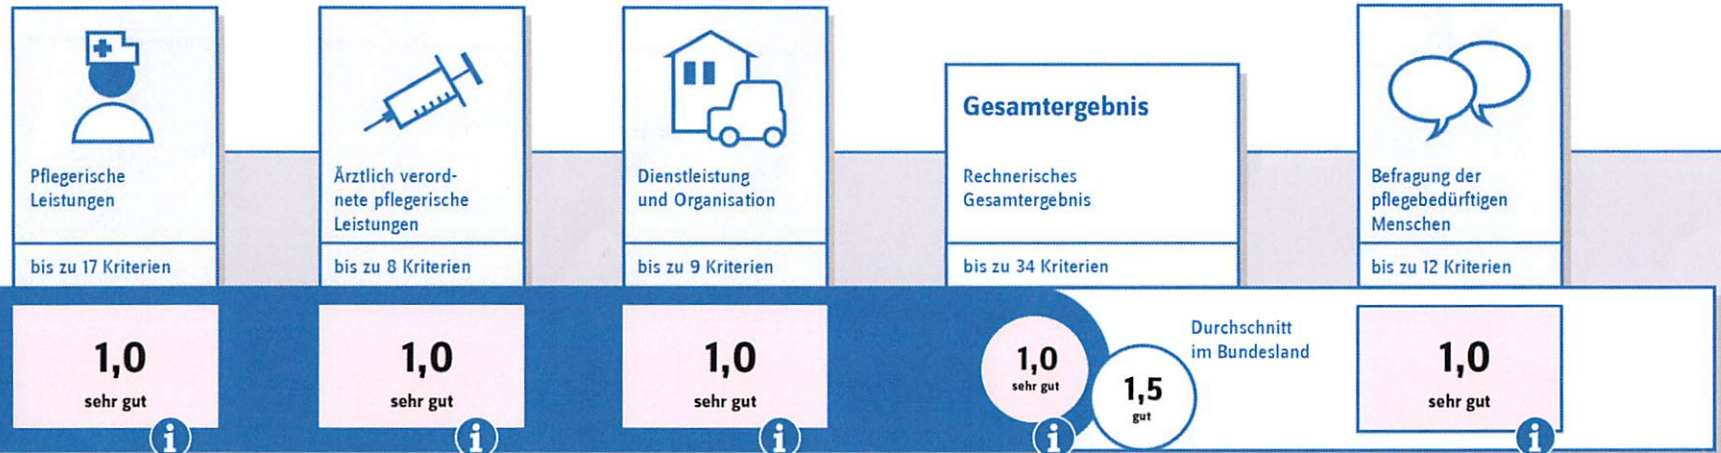 Pflegerische
Leistungen
bis zu 17 Kriterien
1,0
sehr gut
i
Ärztlich verord-
nete pflegerische
Leistungen
bis zu 8 Kriterien
1,0
sehr gut
i
Dienstleistung
und Organisation
bis zu 9 Kriterien
1,0
sehr gut
i
Gesamtergebnis
Rechnerisches
Gesamtergebnis
bis zu 34 Kriterien
1,0
sehr gut
i
Durchschnitt
im Bundesland
1,5
gut
Befragung der
pflegebedürftigen
Menschen
bis zu 12 Kriterien
1,0
sehr gut
i